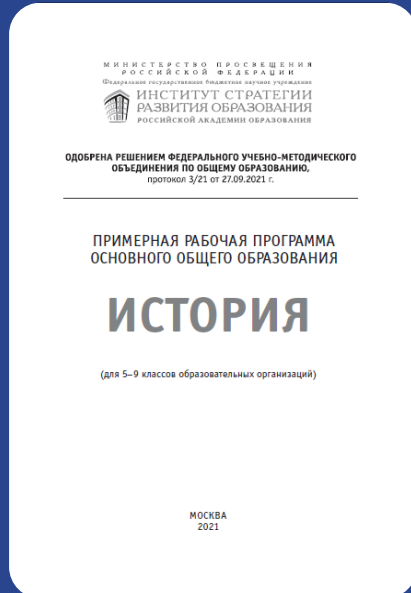 МИНИСТЕРСТВО ПРОСВЕЩЕНИЯ
РОССИЙСКОЙ ФЕДЕРАЦИИ
Федеральное государственное бюджетное научное учреждение
ИНСТИТУТ СТРАТЕГИИ
РАЗВИТИЯ ОБРАЗОВАНИЯ
РОССИЙСКОЙ АКАДЕМИИ ОБРАЗОВАНИЯ
ОДОБРЕНА РЕШЕНИЕМ ФЕДЕРАЛЬНОГО УЧЕБНО-МЕТОДИЧЕСКОГО
ОБЪЕДИНЕНИЯ ПО ОБЩЕМУ ОБРАЗОВАНИЮ,
протокол 3/21 от 27.09.2021 г.
ПРИМЕРНАЯ РАБОЧАЯ ПРОГРАММА
ОСНОВНОГО ОБЩЕГО ОБРАЗОВАНИЯ
ИСТОРИЯ
(для 5–9 классов образовательных организаций)
МОСКВА
2021